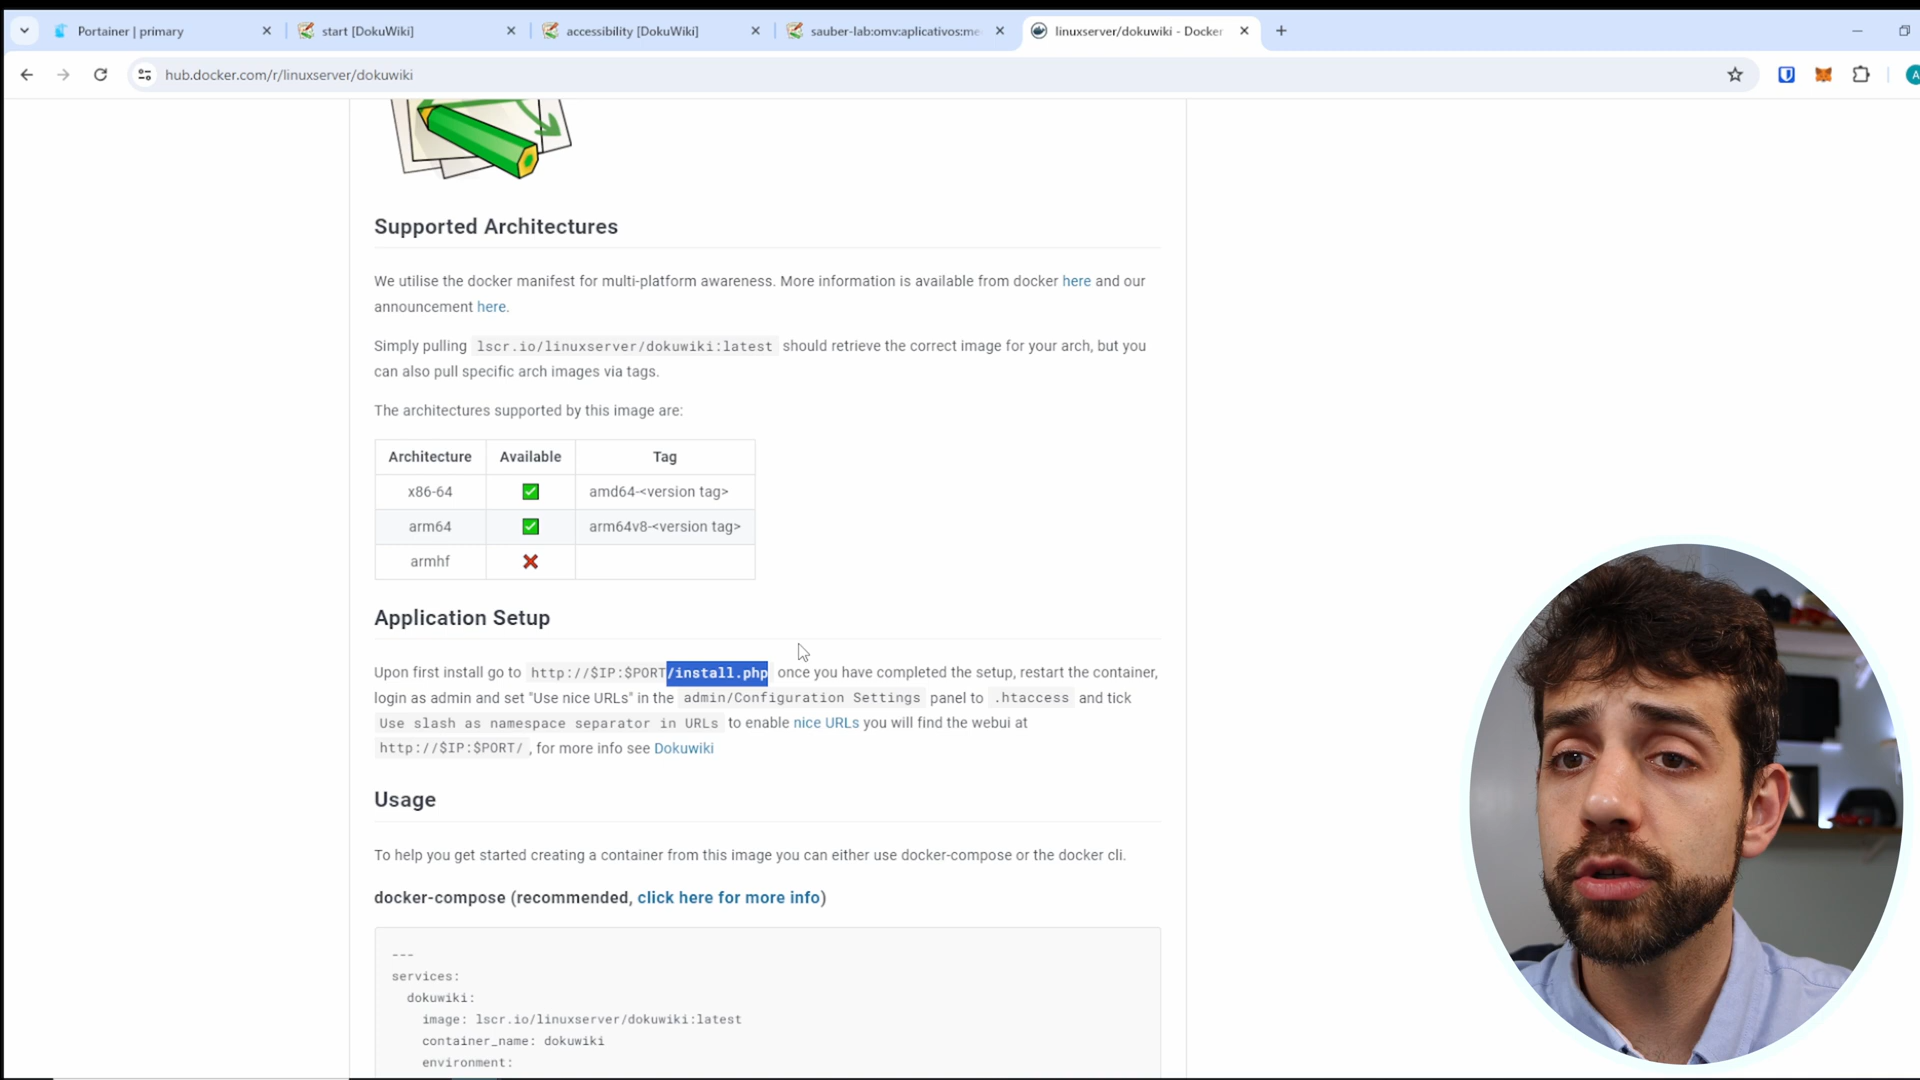 Portainer | primary
start [DokuWiki]
accessibility [DokuWiki]
sauber-lab:omv:aplicativos:me
linuxserver/dokuwiki - Docker
hub.docker.com/r/linuxserver/dokuwiki
A
Supported Architectures
We utilise the docker manifest for multi-platform awareness. More information is available from docker here and our
announcement here.
Simply pulling lscr.io/linuxserver/dokuwiki:latest should retrieve the correct image for your arch, but you
can also pull specific arch images via tags.
The architectures supported by this image are:
Architecture Available Tag
x86-64 amd64-<version tag>
arm64 arm64v8-<version tag>
armhf
Application Setup
Upon first install go to http://$IP:$PORT/install.php once you have completed the setup, restart the container,
login as admin and set "Use nice URLs" in the admin/Configuration Settings panel to .htaccess and tick
Use slash as namespace separator in URLs to enable nice URLs you will find the webui at
http://$IP:$PORT/ , for more info see Dokuwiki
Usage
To help you get started creating a container from this image you can either use docker-compose or the docker cli.
docker-compose (recommended, click here for more info)
---
services:
dokuwiki:
image: lscr.io/linuxserver/dokuwiki:latest
container_name: dokuwiki
environment: